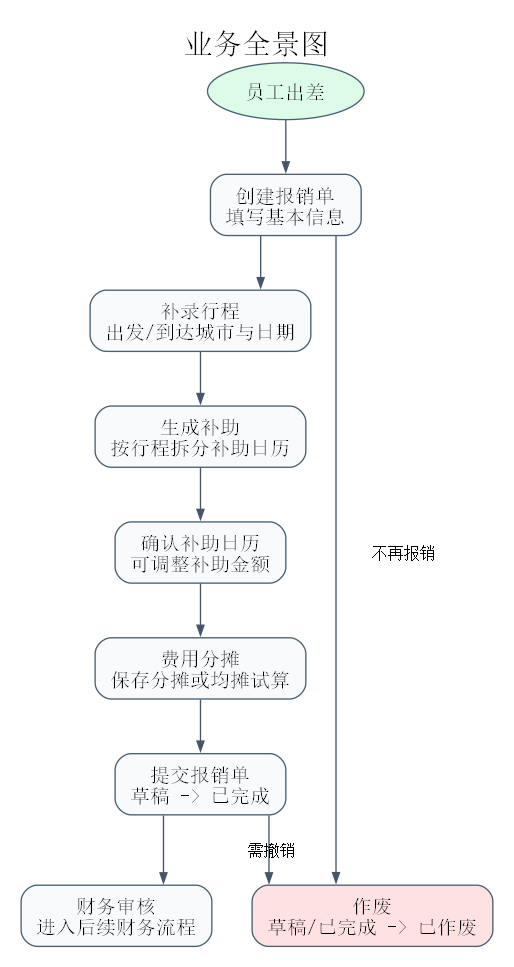 业务全景图
员工出差
创建报销单
填写基本信息
补录行程
出发/到达城市与日期
生成补助
按行程拆分补助日历
确认补助日历
可调整补助金额
不再报销
费用分摊
保存分摊或均摊试算
提交报销单
草稿 -> 已完成
需撤销
财务审核
进入后续财务流程
作废
草稿/已完成 -> 已作废